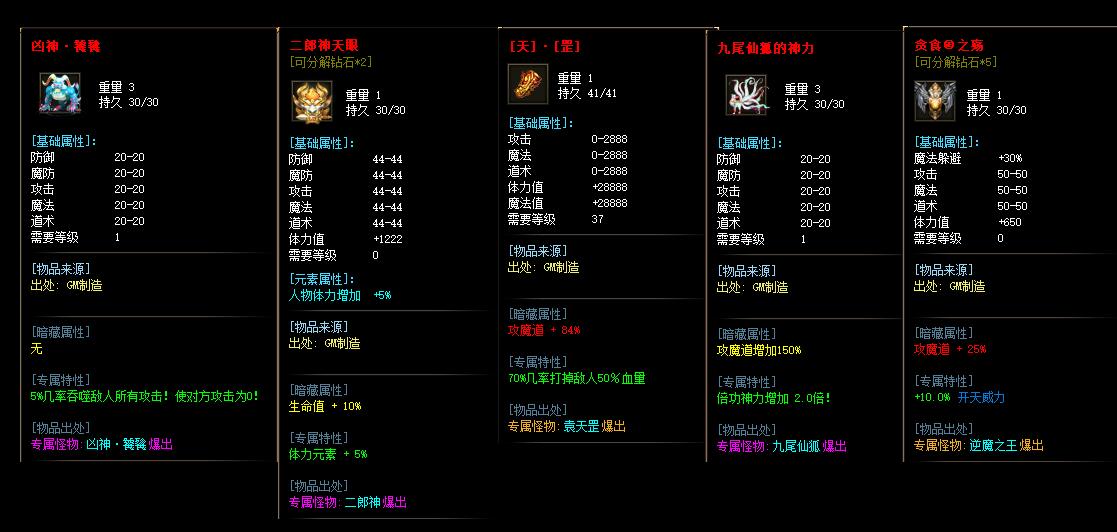 凶神·饕餮
重量 3
持久 30/30
[基础属性]:
防御 20-20
魔防 20-20
攻击 20-20
魔法 20-20
道术 20-20
需要等级 1
[物品来源]
出处: GM制造
[暗藏属性]
无
[专属特性]
5%几率吞噬敌人所有攻击! 使对方攻击为0!
[物品出处]
专属怪物:凶神·饕餮爆出
二郎神天眼
[可分解钻石*2]
重量 1
持久 30/30
[基础属性]:
防御 44-44
魔防 44-44
攻击 44-44
魔法 44-44
道术 44-44
体力值 +1222
需要等级 0
[元素属性]:
人物体力增加 +5%
[物品来源]
出处: GM制造
[暗藏属性]
生命值 + 10%
[专属特性]
体力元素 + 5%
[物品出处]
专属怪物:二郎神爆出
[天]·[罡]
重量 1
持久 41/41
[基础属性]:
攻击 0-2888
魔法 0-2888
道术 0-2888
体力值 +28888
魔法值 +28888
需要等级 37
[物品来源]
出处: GM制造
[暗藏属性]
攻魔道 + 84%
[专属特性]
70%几率打掉敌人50%血量
[物品出处]
专属怪物:袁天罡爆出
九尾仙狐的神力
重量 3
持久 30/30
[基础属性]:
防御 20-20
魔防 20-20
攻击 20-20
魔法 20-20
道术 20-20
需要等级 1
[物品来源]
出处: GM制造
[暗藏属性]
攻魔道增加150%
[专属特性]
倍功神力增加 2.0倍!
[物品出处]
专属怪物:九尾仙狐爆出
贪食之殇
[可分解钻石*5]
重量 1
持久 30/30
[基础属性]:
魔法躲避 +30%
攻击 50-50
魔法 50-50
道术 50-50
体力值 +650
需要等级 0
[物品来源]
出处: GM制造
[暗藏属性]
攻魔道 + 25%
[专属特性]
+10.0% 开天威力
[物品出处]
专属怪物:逆魔之王爆出